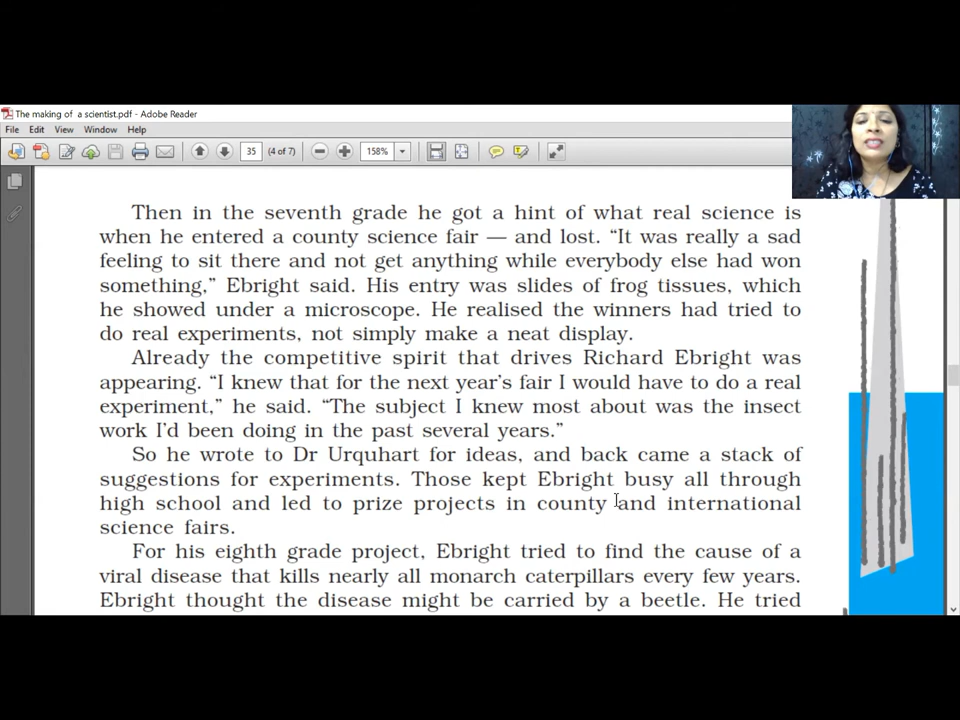 The making of a scientist.pdf - Adobe Reader
File Edit View Window Help
35 (4 of 7) 158%
Then in the seventh grade he got a hint of what real science is
when he entered a county science fair — and lost. “It was really a sad
feeling to sit there and not get anything while everybody else had won
something,” Ebright said. His entry was slides of frog tissues, which
he showed under a microscope. He realised the winners had tried to
do real experiments, not simply make a neat display.
Already the competitive spirit that drives Richard Ebright was
appearing. “I knew that for the next year’s fair I would have to do a real
experiment,” he said. “The subject I knew most about was the insect
work I’d been doing in the past several years.”
So he wrote to Dr Urquhart for ideas, and back came a stack of
suggestions for experiments. Those kept Ebright busy all through
high school and led to prize projects in county and international
science fairs.
For his eighth grade project, Ebright tried to find the cause of a
viral disease that kills nearly all monarch caterpillars every few years.
Ebright thought the disease might be carried by a beetle. He tried